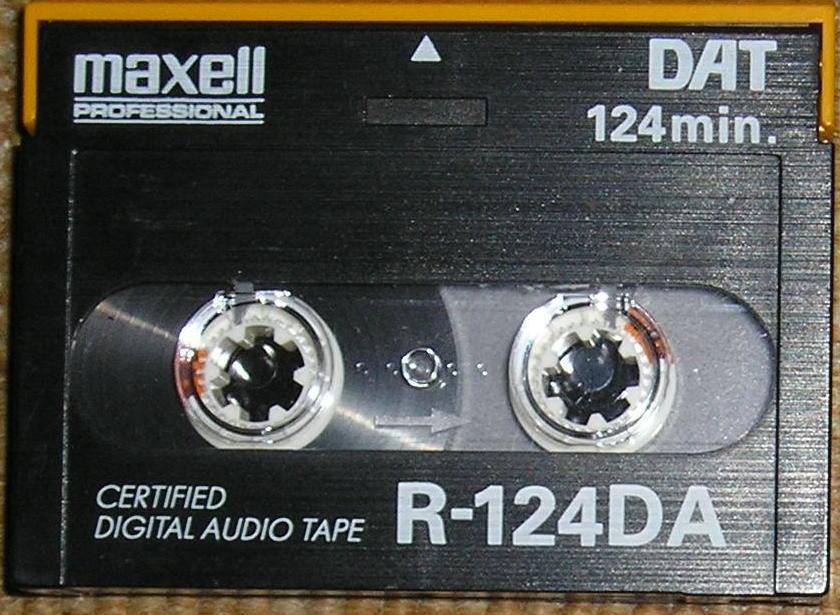 maxell
PROFESSIONAL
DAT
124min.
CERTIFIED
DIGITAL AUDIO TAPE
R-124DA